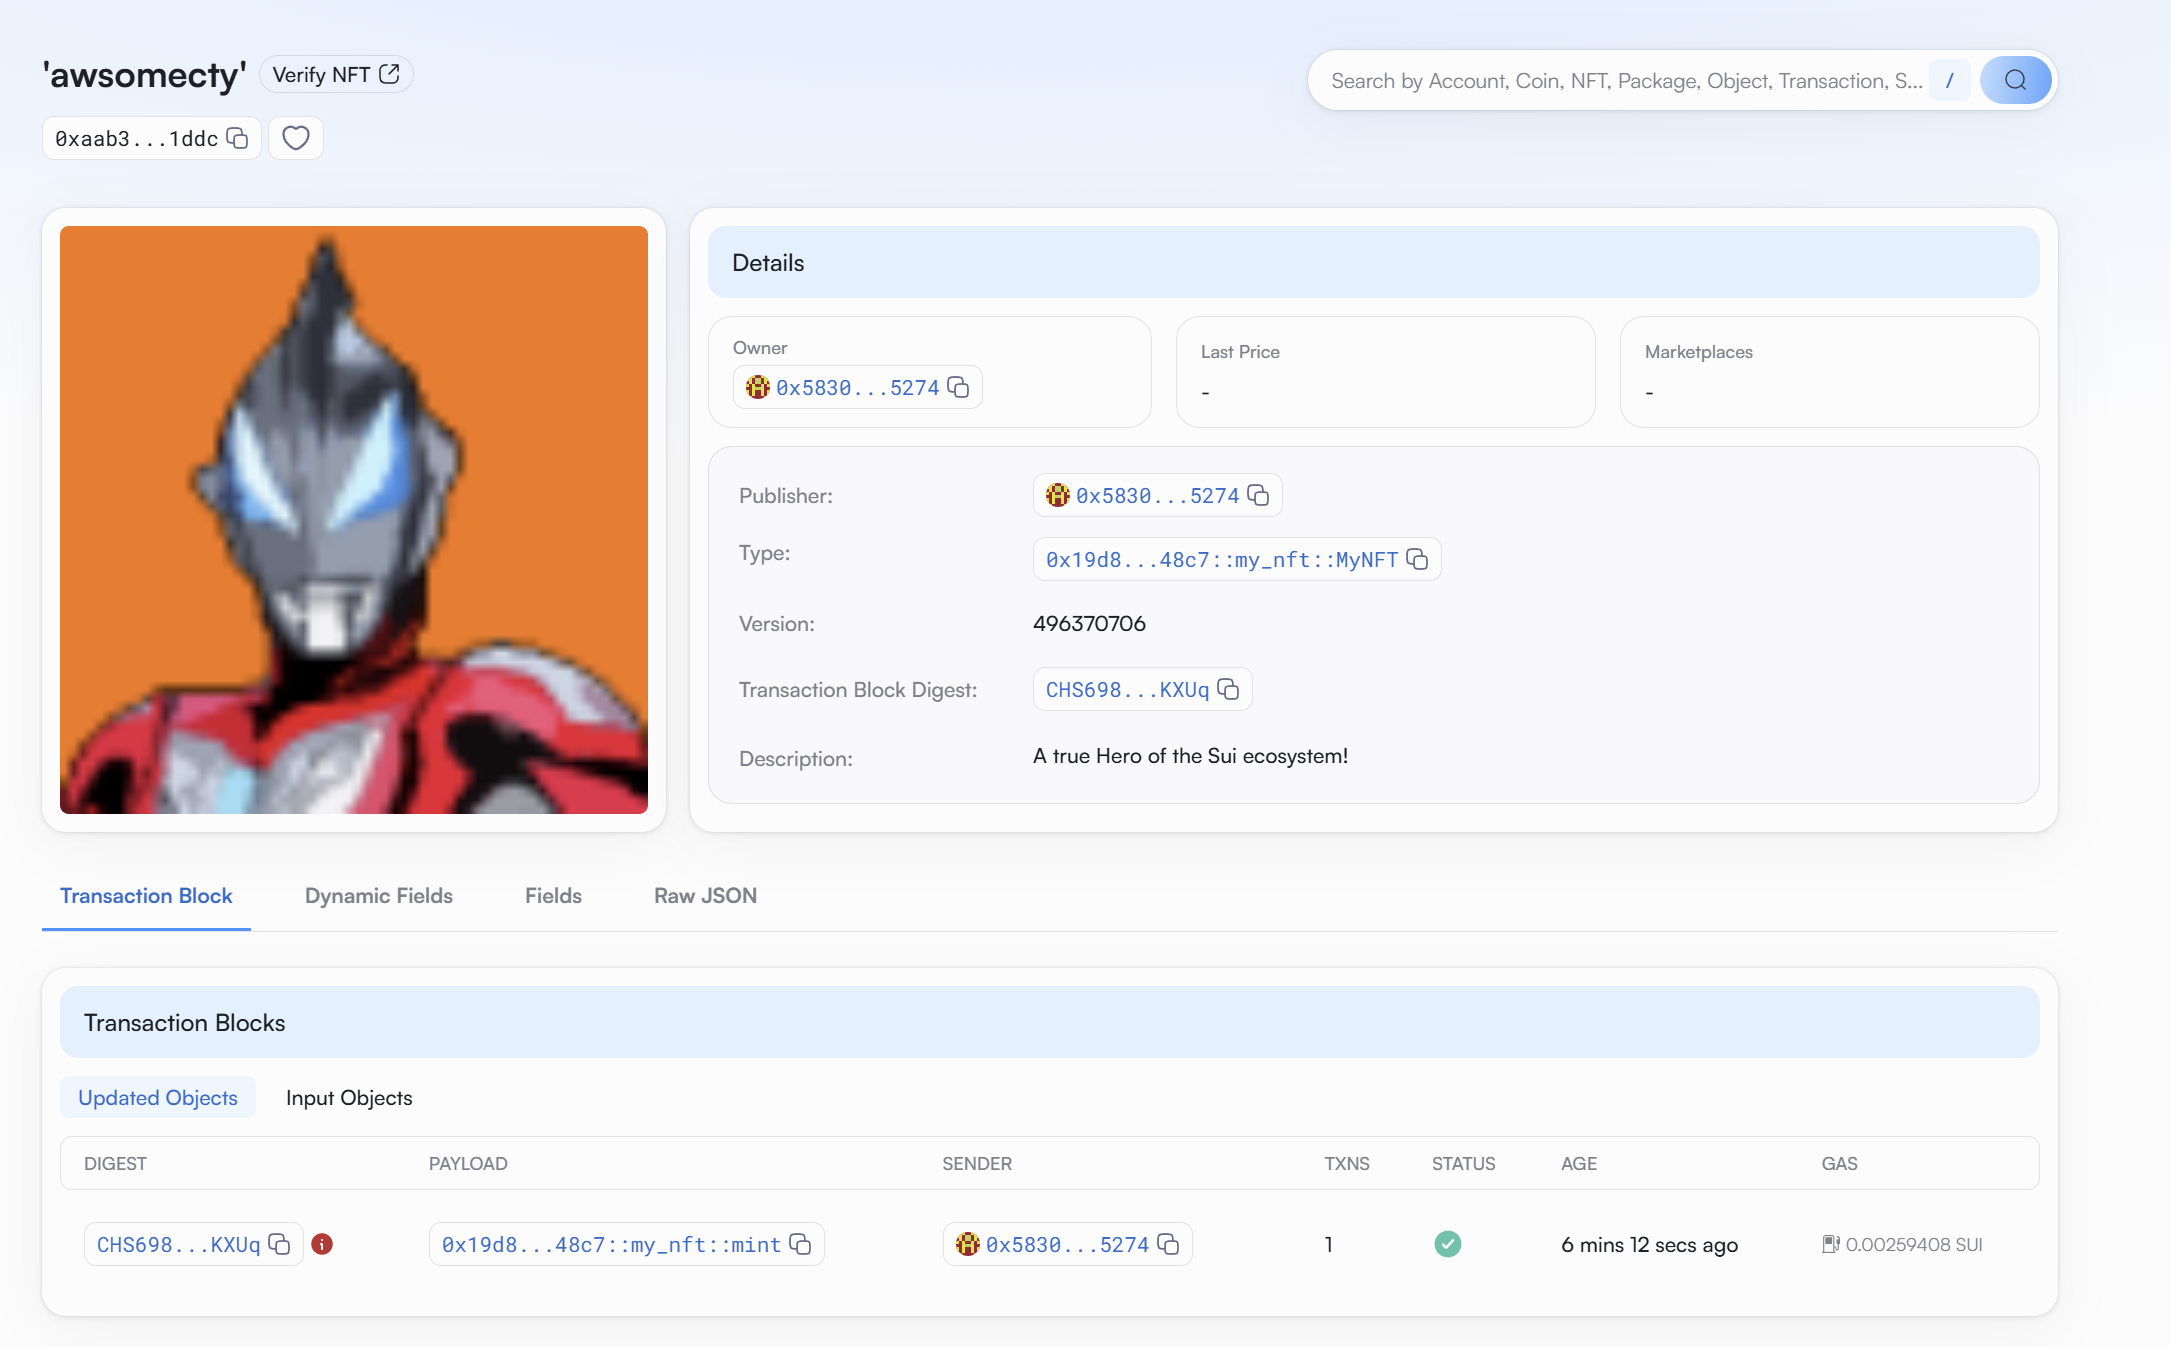 'awsomecty' Verify NFT
Search by Account, Coin, NFT, Package, Object, Transaction, S... /
0xaab3...1ddc
Details
Owner
0x5830...5274
Last Price
-
Marketplaces
-
Publisher: 0x5830...5274
Type: 0x19d8...48c7::my_nft::MyNFT
Version: 496370706
Transaction Block Digest: CHS698...KXUq
Description: A true Hero of the Sui ecosystem!
Transaction Block Dynamic Fields Fields Raw JSON
Transaction Blocks
Updated Objects Input Objects
DIGEST PAYLOAD SENDER TXNS STATUS AGE GAS
CHS698...KXUq 0x19d8...48c7::my_nft::mint 0x5830...5274 1 6 mins 12 secs ago 0.00259408 SUI